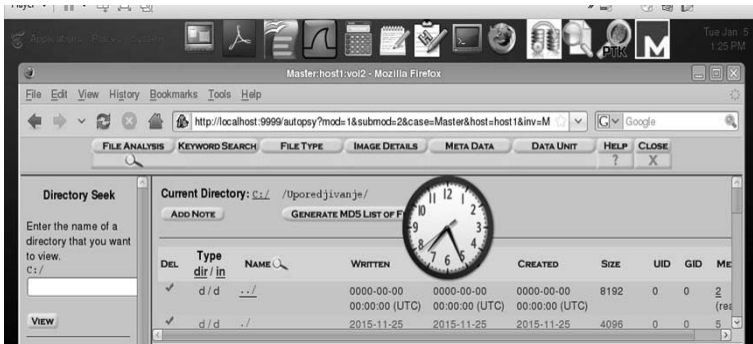 Player
Applications Places System
Tue Jan 5
1:25 PM
PTK
M
Master:host1:vol2 - Mozilla Firefox
File Edit View History Bookmarks Tools Help
http://localhost:9999/autopsy?mod=1&submod=2&case=Master&host=host1&inv=M
G Google
FILE ANALYSIS KEYWORD SEARCH FILE TYPE IMAGE DETAILS META DATA DATA UNIT HELP CLOSE
? X
Directory Seek
Enter the name of a
directory that you want
to view.
C:/
VIEW
Current Directory: C:/ /Uporedjivanje/
ADD NOTE GENERATE MD5 LIST OF
10 11 12 2 3 4 5 6 7 8 9
DEL Type NAME WRITTEN CREATED SIZE UID GID
dir / in
d / d ../ 0000-00-00 0000-00-00 0000-00-00 8192 0 0 2
00:00:00 (UTC) 00:00:00 (UTC) 00:00:00 (UTC)
d / d ./ 2015-11-25 2015-11-25 2015-11-25 4096 0 0 5